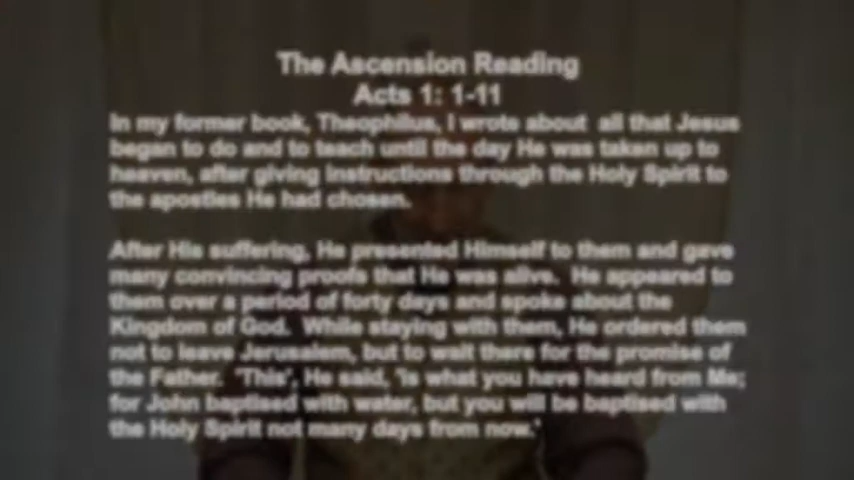 The Ascension Reading
Acts 1: 1-11
In my former book, Theophilus, I wrote about all that Jesus
began to do and to teach until the day He was taken up to
heaven, after giving instructions through the Holy Spirit to
the apostles He had chosen.
After His suffering, He presented Himself to them and gave
many convincing proofs that He was alive. He appeared to
them over a period of forty days and spoke about the
Kingdom of God. While staying with them, He ordered them
not to leave Jerusalem, but to wait there for the promise of
the Father. 'This', He said, 'is what you have heard from Me;
for John baptised with water, but you will be baptised with
the Holy Spirit not many days from now.'